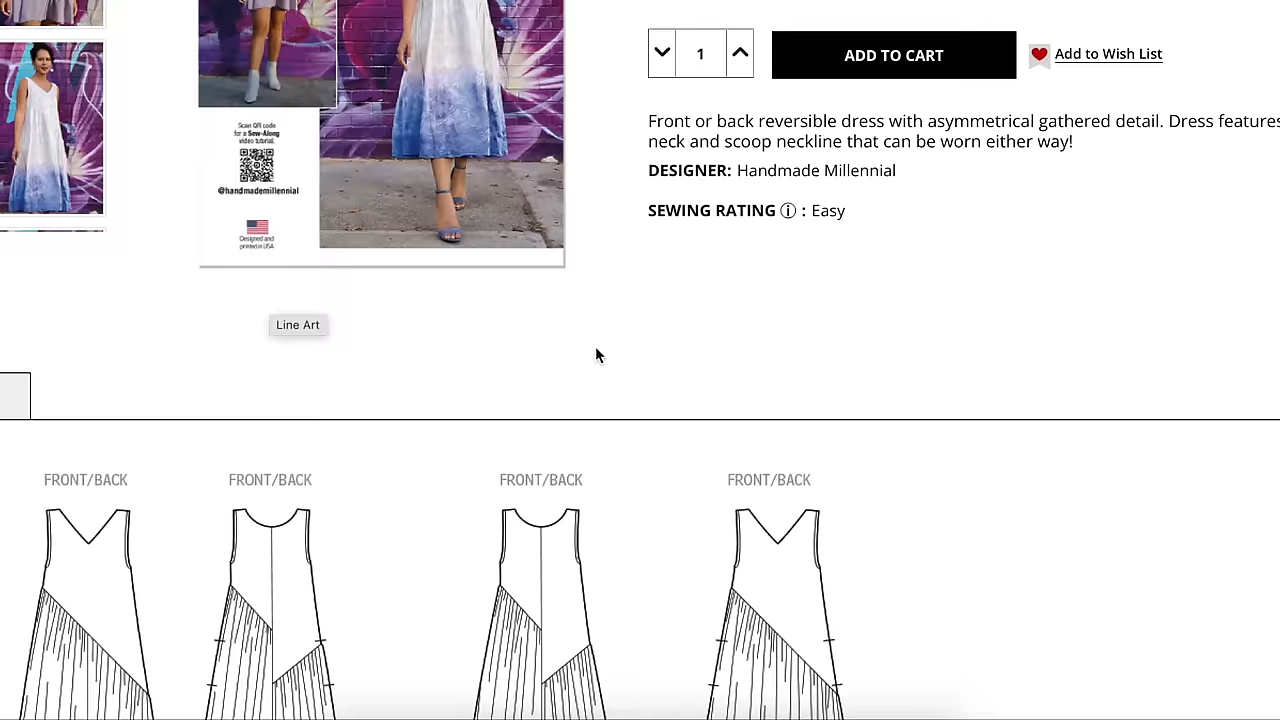 1
ADD TO CART
Add to Wish List
Front or back reversible dress with asymmetrical gathered detail. Dress features
neck and scoop neckline that can be worn either way!
DESIGNER: Handmade Millennial
SEWING RATING ⓘ : Easy
Scan QR code
for a Sew-Along
video tutorial.
@handmademillennial
Designed and
printed in USA
Line Art
FRONT/BACK FRONT/BACK FRONT/BACK FRONT/BACK